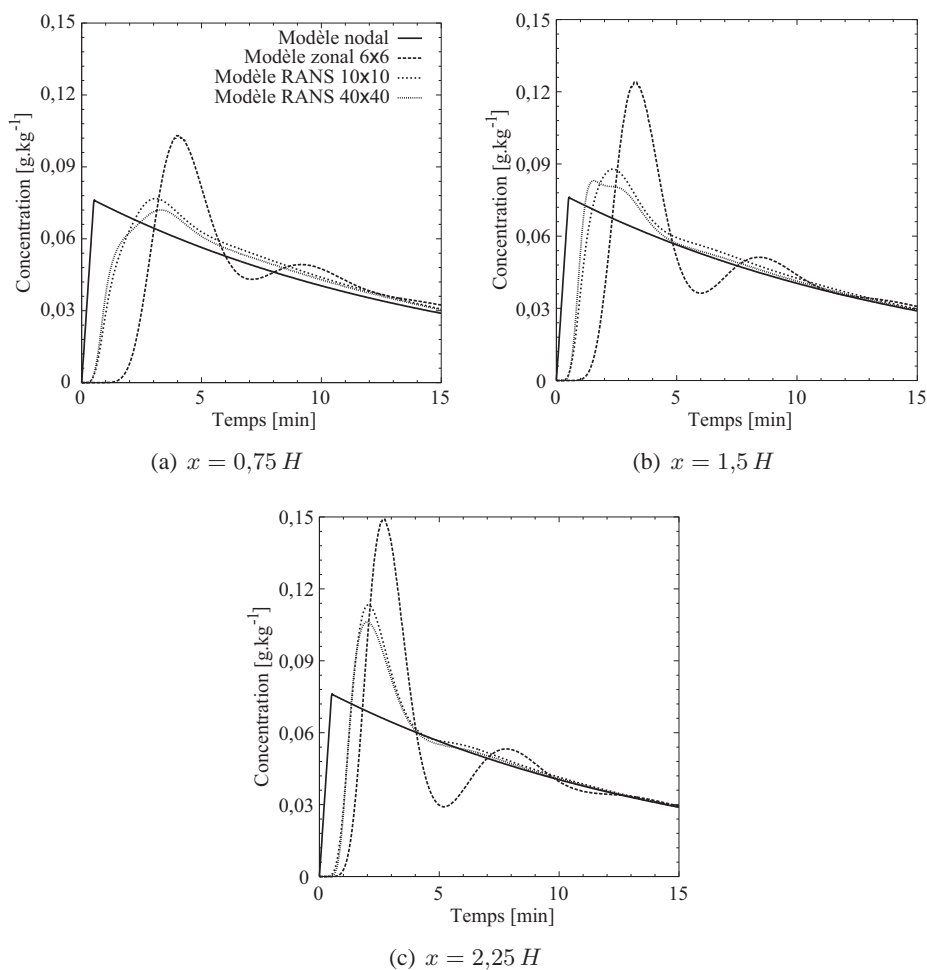 0,15
0,12
0,09
0,06
0,03
0
Concentration [g.kg-1]
Modèle nodal
Modèle zonal 6x6
Modèle RANS 10x10
Modèle RANS 40x40
0
5
10
15
Temps [min]
(a) x = 0,75 H
0,15
0,12
0,09
0,06
0,03
0
Concentration [g.kg-1]
0
5
10
15
Temps [min]
(b) x = 1,5 H
0,15
0,12
0,09
0,06
0,03
0
Concentration [g.kg-1]
0
5
10
15
Temps [min]
(c) x = 2,25 H